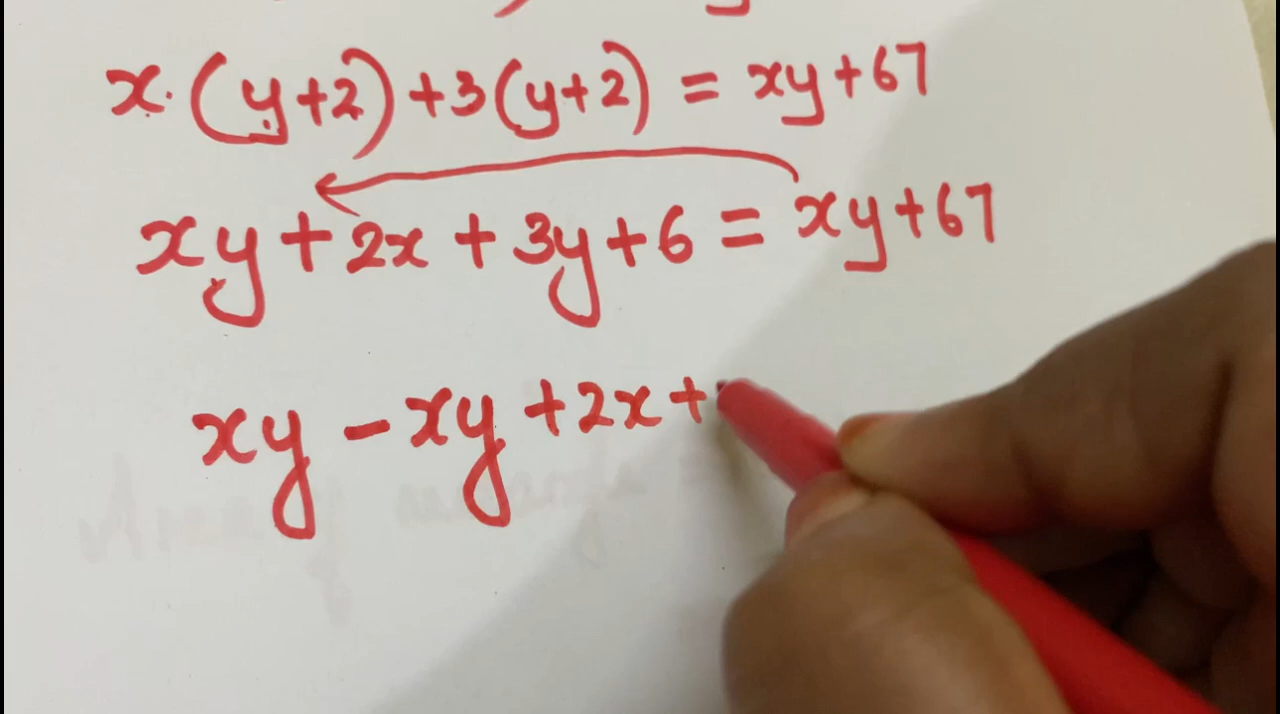 x.(y+2)+3(y+2) = xy+67
xy+2x+3y+6 = xy+67
xy-xy+2x+